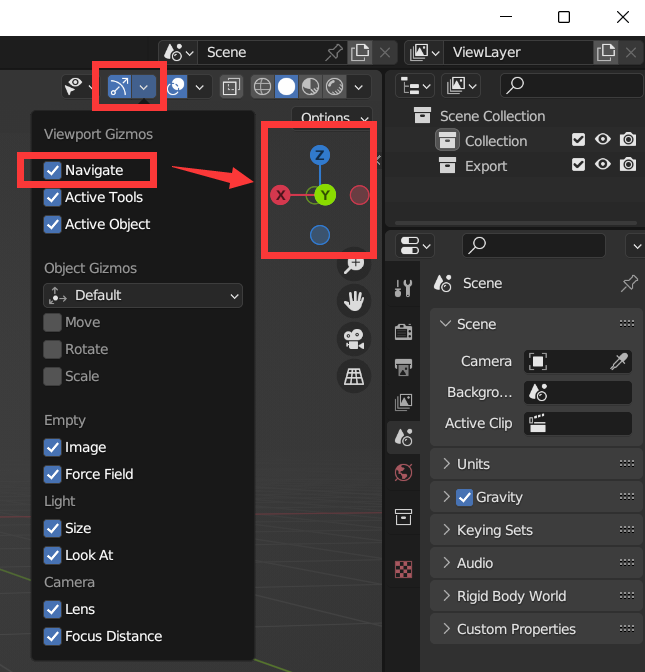 Scene
ViewLayer
Options
Viewport Gizmos
Navigate
Active Tools
Active Object
Object Gizmos
Default
Move
Rotate
Scale
Empty
Image
Force Field
Light
Size
Look At
Camera
Lens
Focus Distance
Z
X
Y
Scene Collection
Collection
Export
Scene
Scene
Camera
Backgro...
Active Clip
Units
Gravity
Keying Sets
Audio
Rigid Body World
Custom Properties